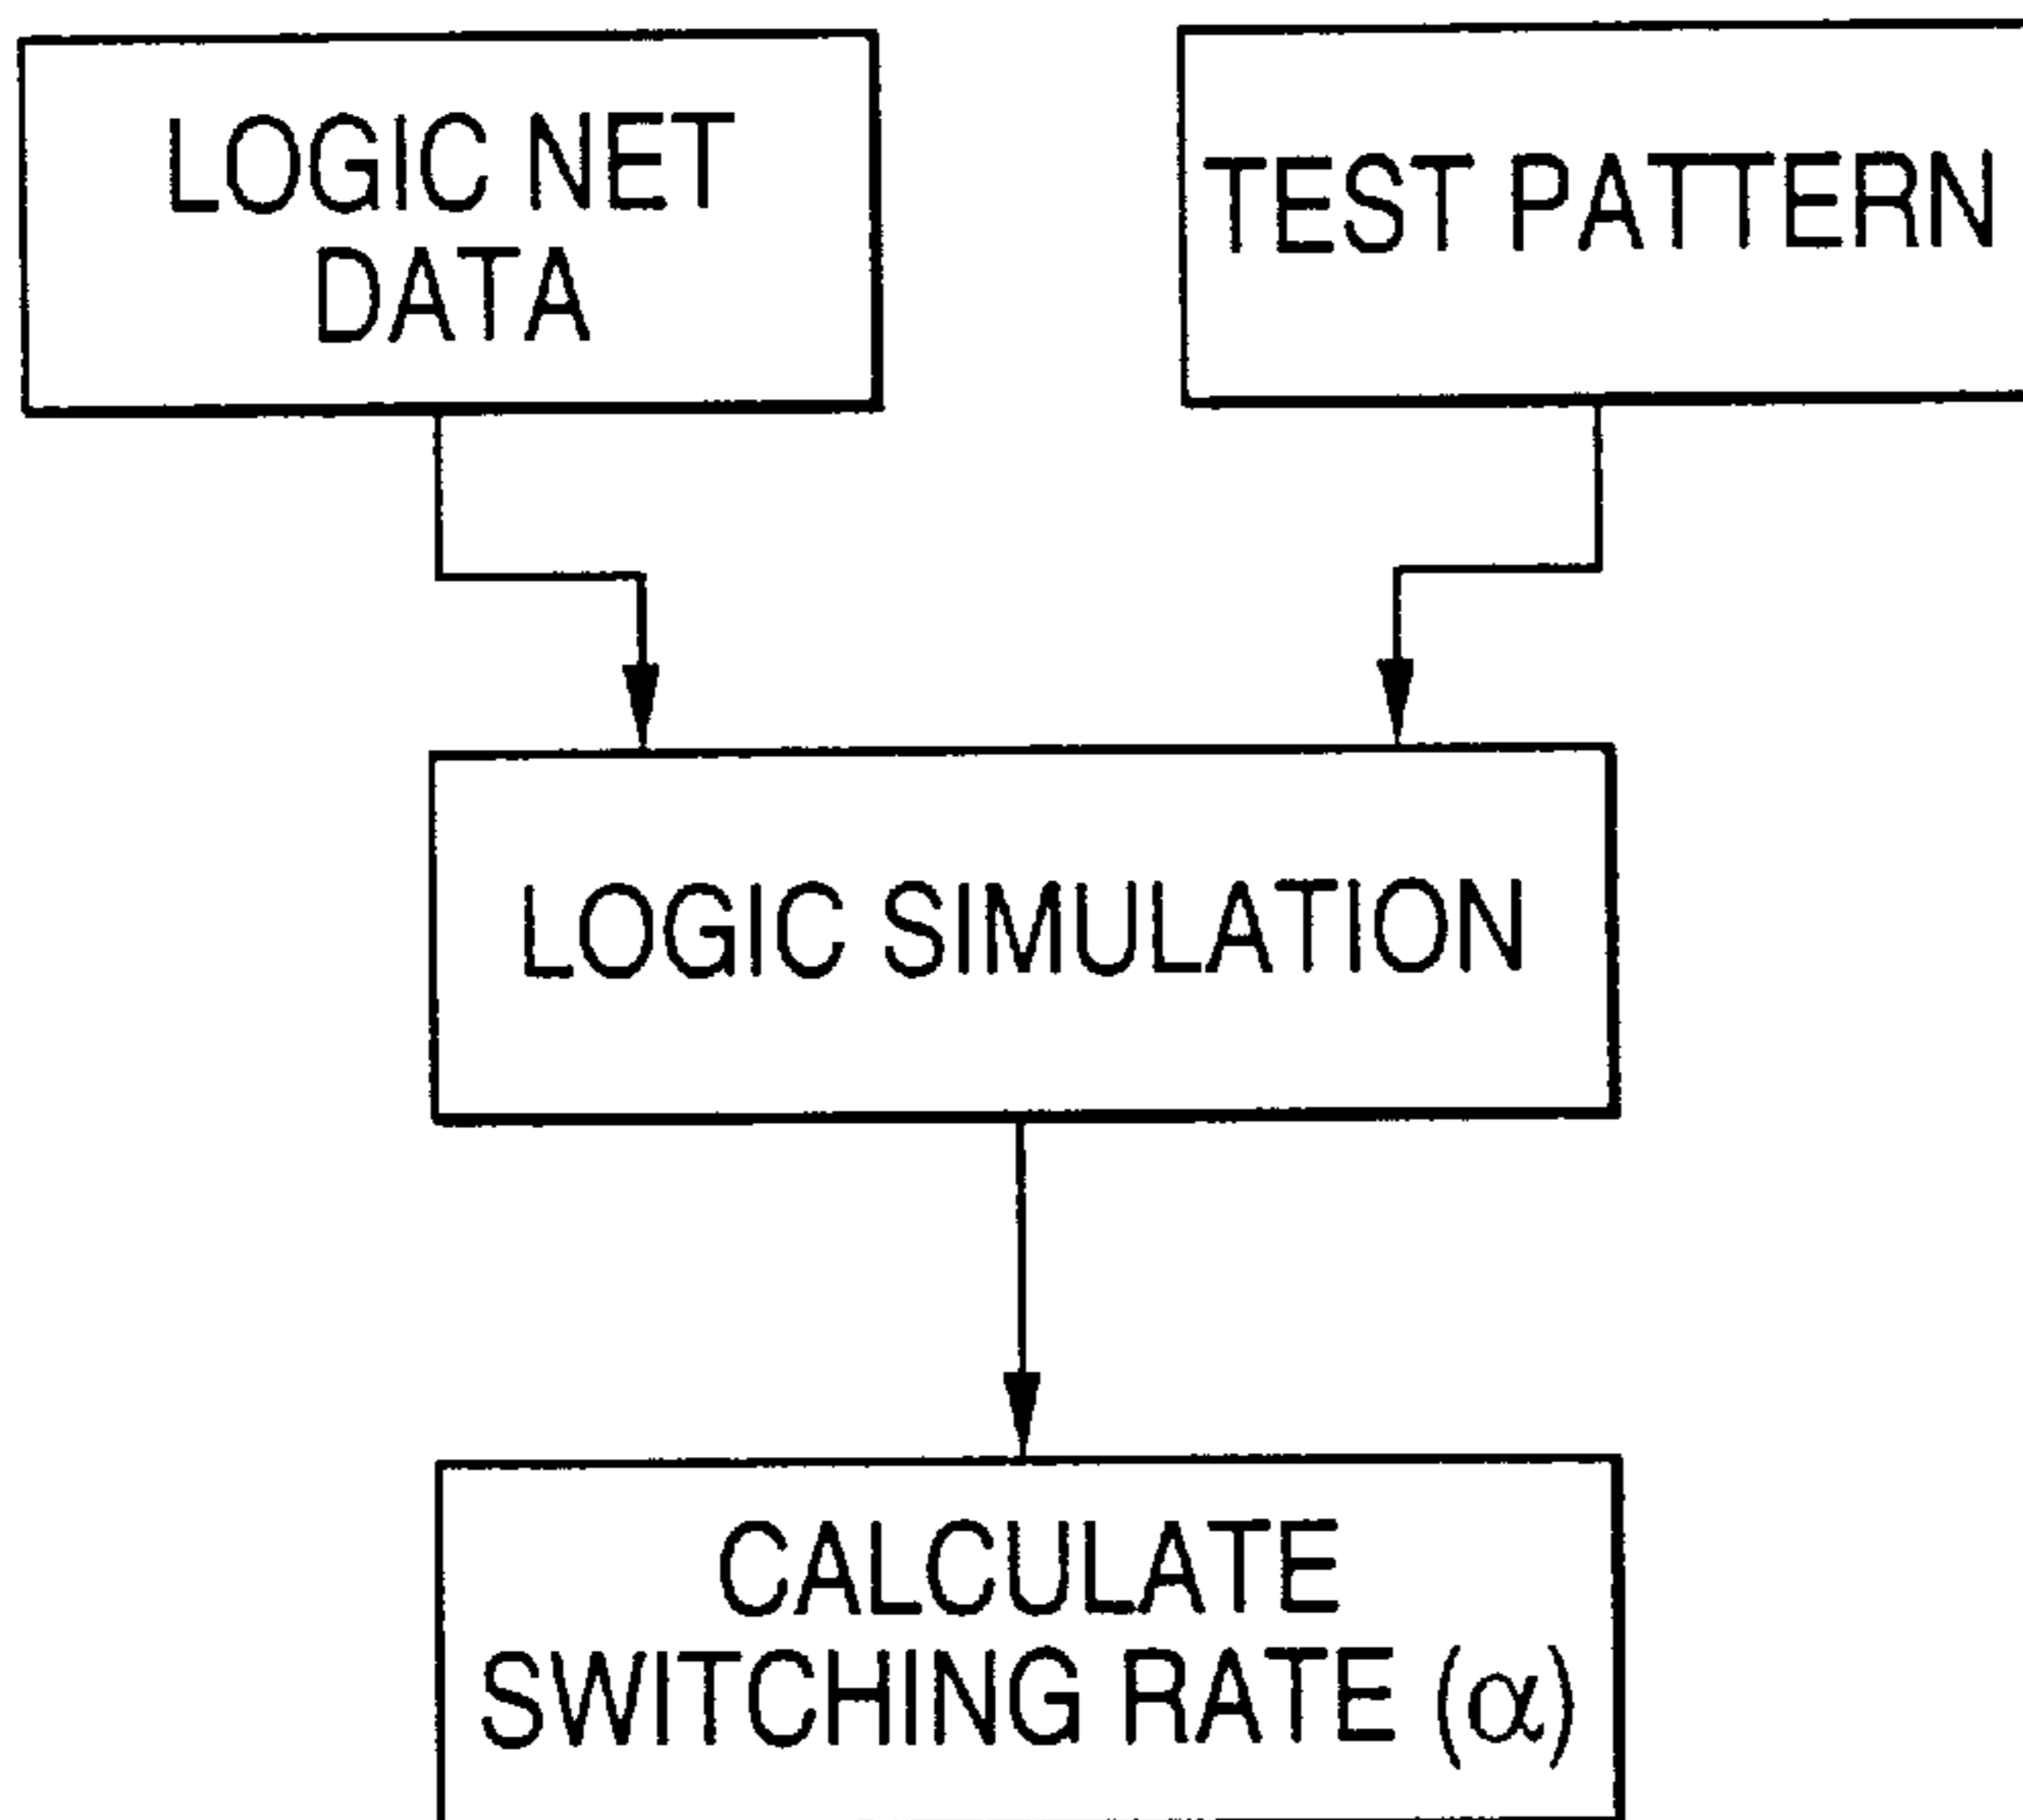 LOGIC NET
DATA
TEST PATTERN
LOGIC SIMULATION
CALCULATE
SWITCHING RATE (α)